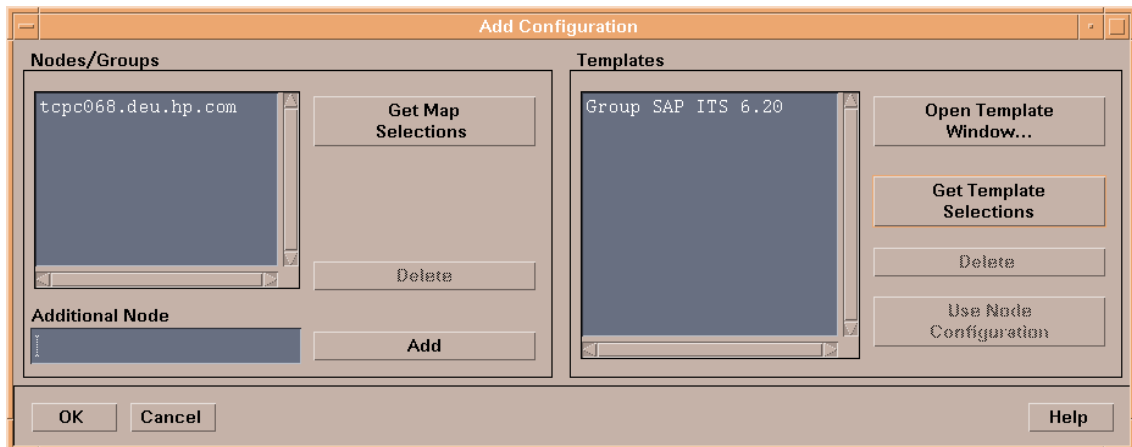 Add Configuration
Nodes/Groups
tcpc068.deu.hp.com
Get Map
Selections
Delete
Additional Node
Add
Templates
Group SAP ITS 6.20
Open Template
Window...
Get Template
Selections
Delete
Use Node
Configuration
OK
Cancel
Help